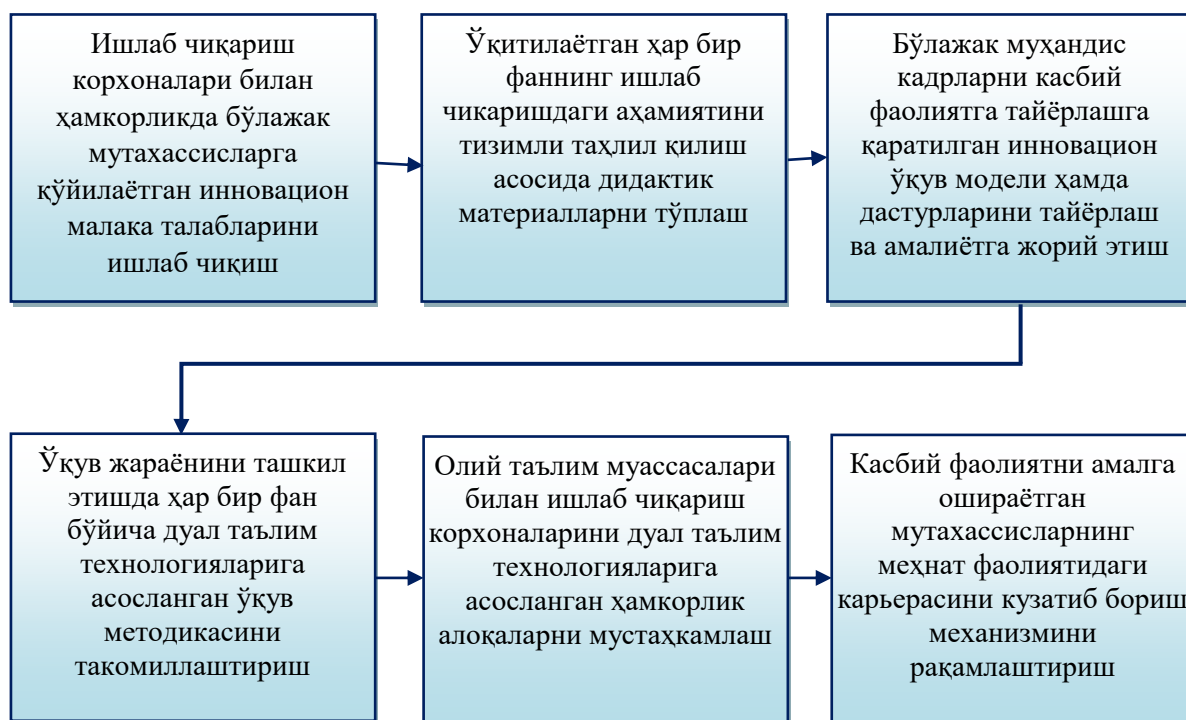 Ишлаб чиқариш
корхоналари билан
ҳамкорликда бўлажак
мутахассисларга
қўйилаётган инновацион
малака талабларини
ишлаб чиқиш
Ўқитилаётган ҳар бир
фаннинг ишлаб
чикаришдаги аҳамиятини
тизимли таҳлил қилиш
асосида дидактик
материалларни тўплаш
Бўлажак муҳандис
кадрларни касбий
фаолиятга тайёрлашга
қаратилган инновацион
ўқув модели ҳамда
дастурларини тайёрлаш
ва амалиётга жорий этиш
Ўқув жараёнини ташкил
этишда ҳар бир фан
бўйича дуал таълим
технологияларига
асосланган ўқув
методикасини
такомиллаштириш
Олий таълим муассасалари
билан ишлаб чиқариш
корхоналарини дуал таълим
технологияларига
асосланган ҳамкорлик
алоқаларни мустаҳкамлаш
Касбий фаолиятни амалга
ошираётган
мутахассисларнинг
меҳнат фаолиятидаги
карьерасини кузатиб бориш
механизмини
рақамлаштириш